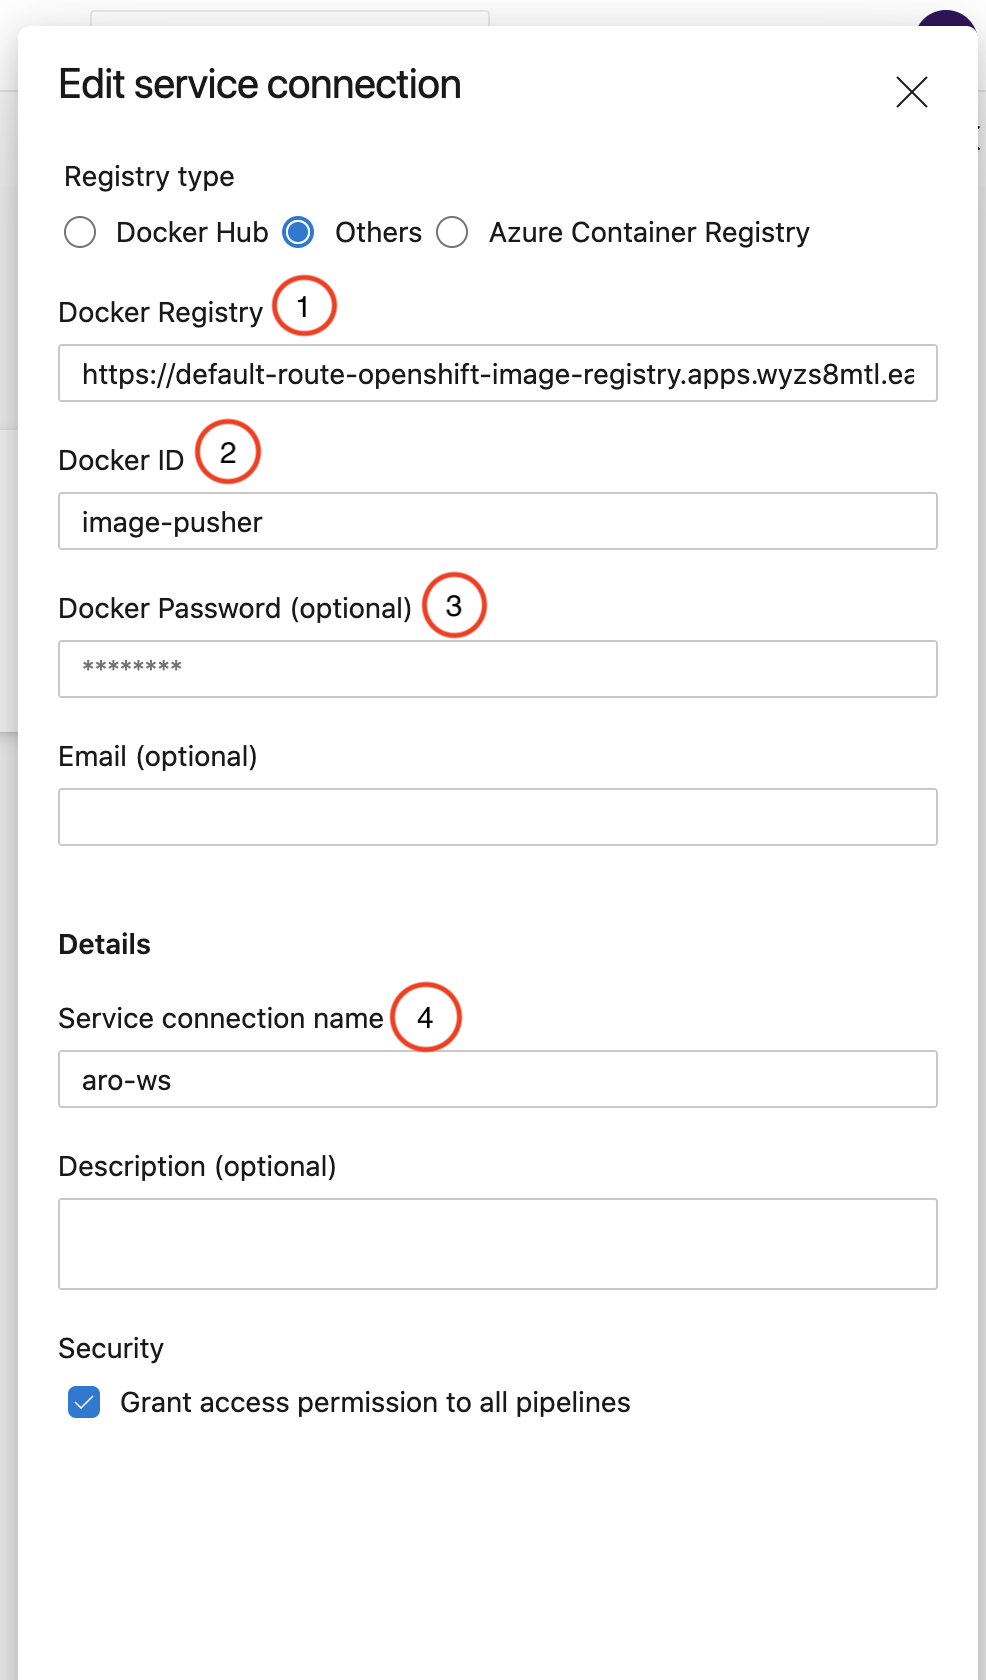 Edit service connection
Registry type
Docker Hub Others Azure Container Registry
Docker Registry 1
https://default-route-openshift-image-registry.apps.wyzs8mtl.ea
Docker ID 2
image-pusher
Docker Password (optional) 3
********
Email (optional)
Details
Service connection name 4
aro-ws
Description (optional)
Security
Grant access permission to all pipelines